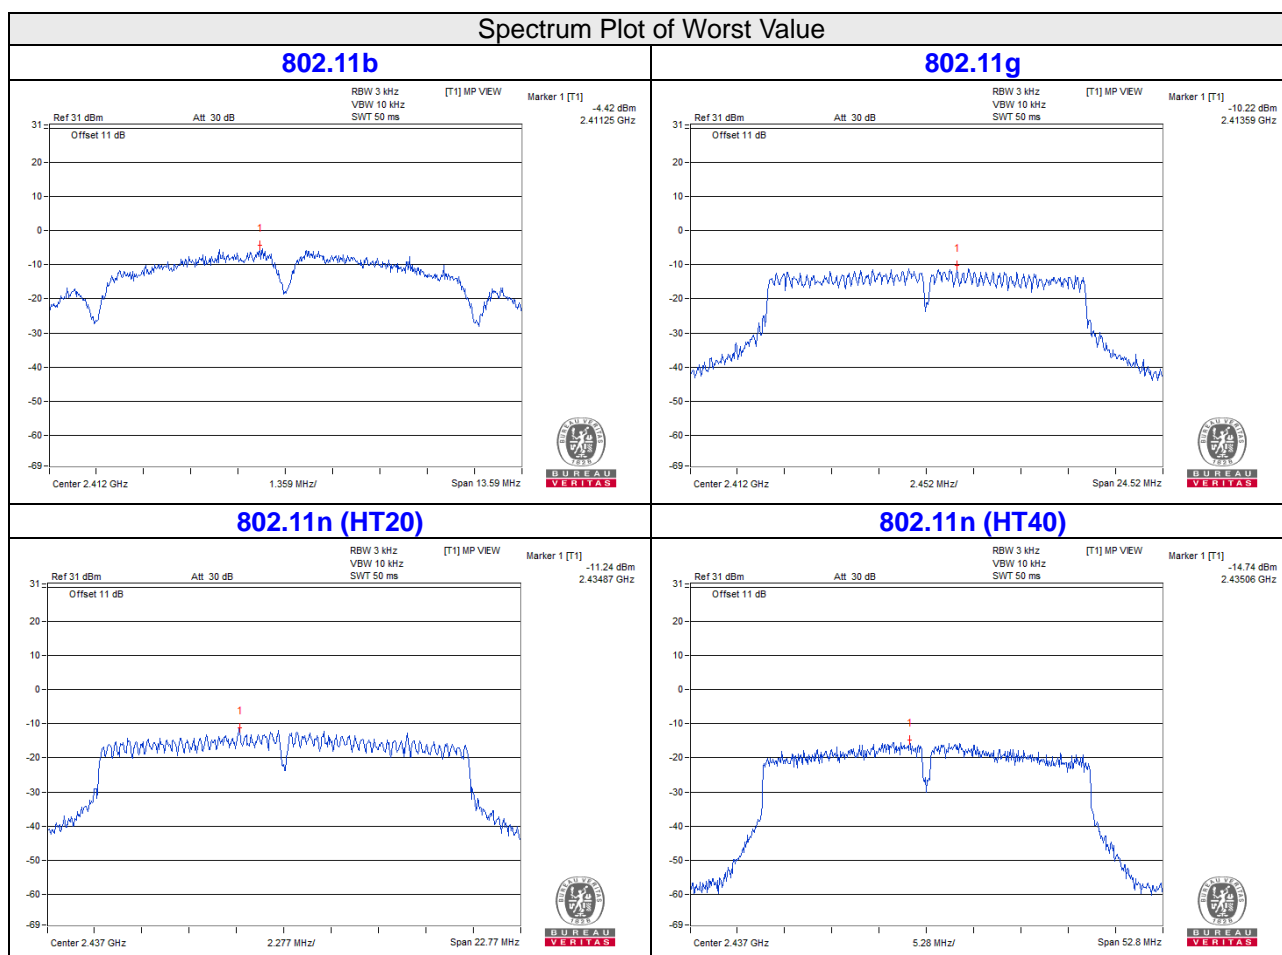 Spectrum Plot of Worst Value
802.11b
RBW 3 kHz [T1] MP VIEW Marker 1 [T1]
VBW 10 kHz -4.42 dBm
Ref 31 dBm Att 30 dB SWT 50 ms 2.41125 GHz
31
Offset 11 dB
20
10
1
0
-10
-20
-30
-40
-50
-60
-69
Center 2.412 GHz 1.359 MHz/ Span 13.59 MHz
BUREAU VERITAS
1828
BUREAU
VERITAS
802.11g
RBW 3 kHz [T1] MP VIEW Marker 1 [T1]
VBW 10 kHz -10.22 dBm
Ref 31 dBm Att 30 dB SWT 50 ms 2.41359 GHz
31
Offset 11 dB
20
10
0
1
-10
-20
-30
-40
-50
-60
-69
Center 2.412 GHz 2.452 MHz/ Span 24.52 MHz
BUREAU VERITAS
1828
BUREAU
VERITAS
802.11n (HT20)
RBW 3 kHz [T1] MP VIEW Marker 1 [T1]
VBW 10 kHz -11.24 dBm
Ref 31 dBm Att 30 dB SWT 50 ms 2.43487 GHz
31
Offset 11 dB
20
10
0
1
-10
-20
-30
-40
-50
-60
-69
Center 2.437 GHz 2.277 MHz/ Span 22.77 MHz
BUREAU VERITAS
1828
BUREAU
VERITAS
802.11n (HT40)
RBW 3 kHz [T1] MP VIEW Marker 1 [T1]
VBW 10 kHz -14.74 dBm
Ref 31 dBm Att 30 dB SWT 50 ms 2.43506 GHz
31
Offset 11 dB
20
10
0
1
-10
-20
-30
-40
-50
-60
-69
Center 2.437 GHz 5.28 MHz/ Span 52.8 MHz
BUREAU VERITAS
1828
BUREAU
VERITAS